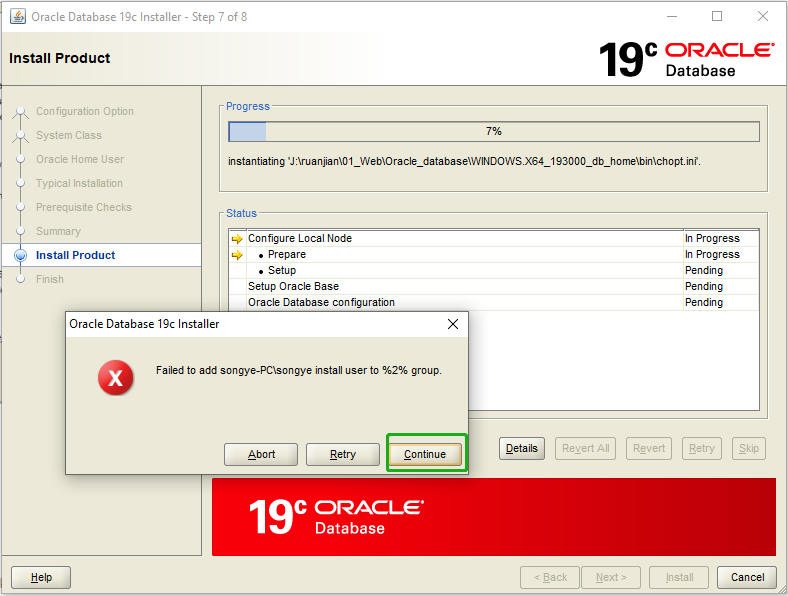 Oracle Database 19c Installer - Step 7 of 8
Install Product
19c ORACLE
Database
Configuration Option
System Class
Oracle Home User
Typical Installation
Prerequisite Checks
Summary
Install Product
Finish
Progress
7%
instantiating 'J:\ruanjian\01_Web\Oracle_database\WINDOWS.X64_193000_db_home\bin\chopt.ini'.
Status
Configure Local Node In Progress
• Prepare In Progress
• Setup Pending
Setup Oracle Base Pending
Oracle Database configuration Pending
Oracle Database 19c Installer
Failed to add songye-PC\songye install user to %2% group.
Abort Retry Continue
Details Revert All Revert Retry Skip
19c ORACLE
Database
Help < Back Next > Install Cancel